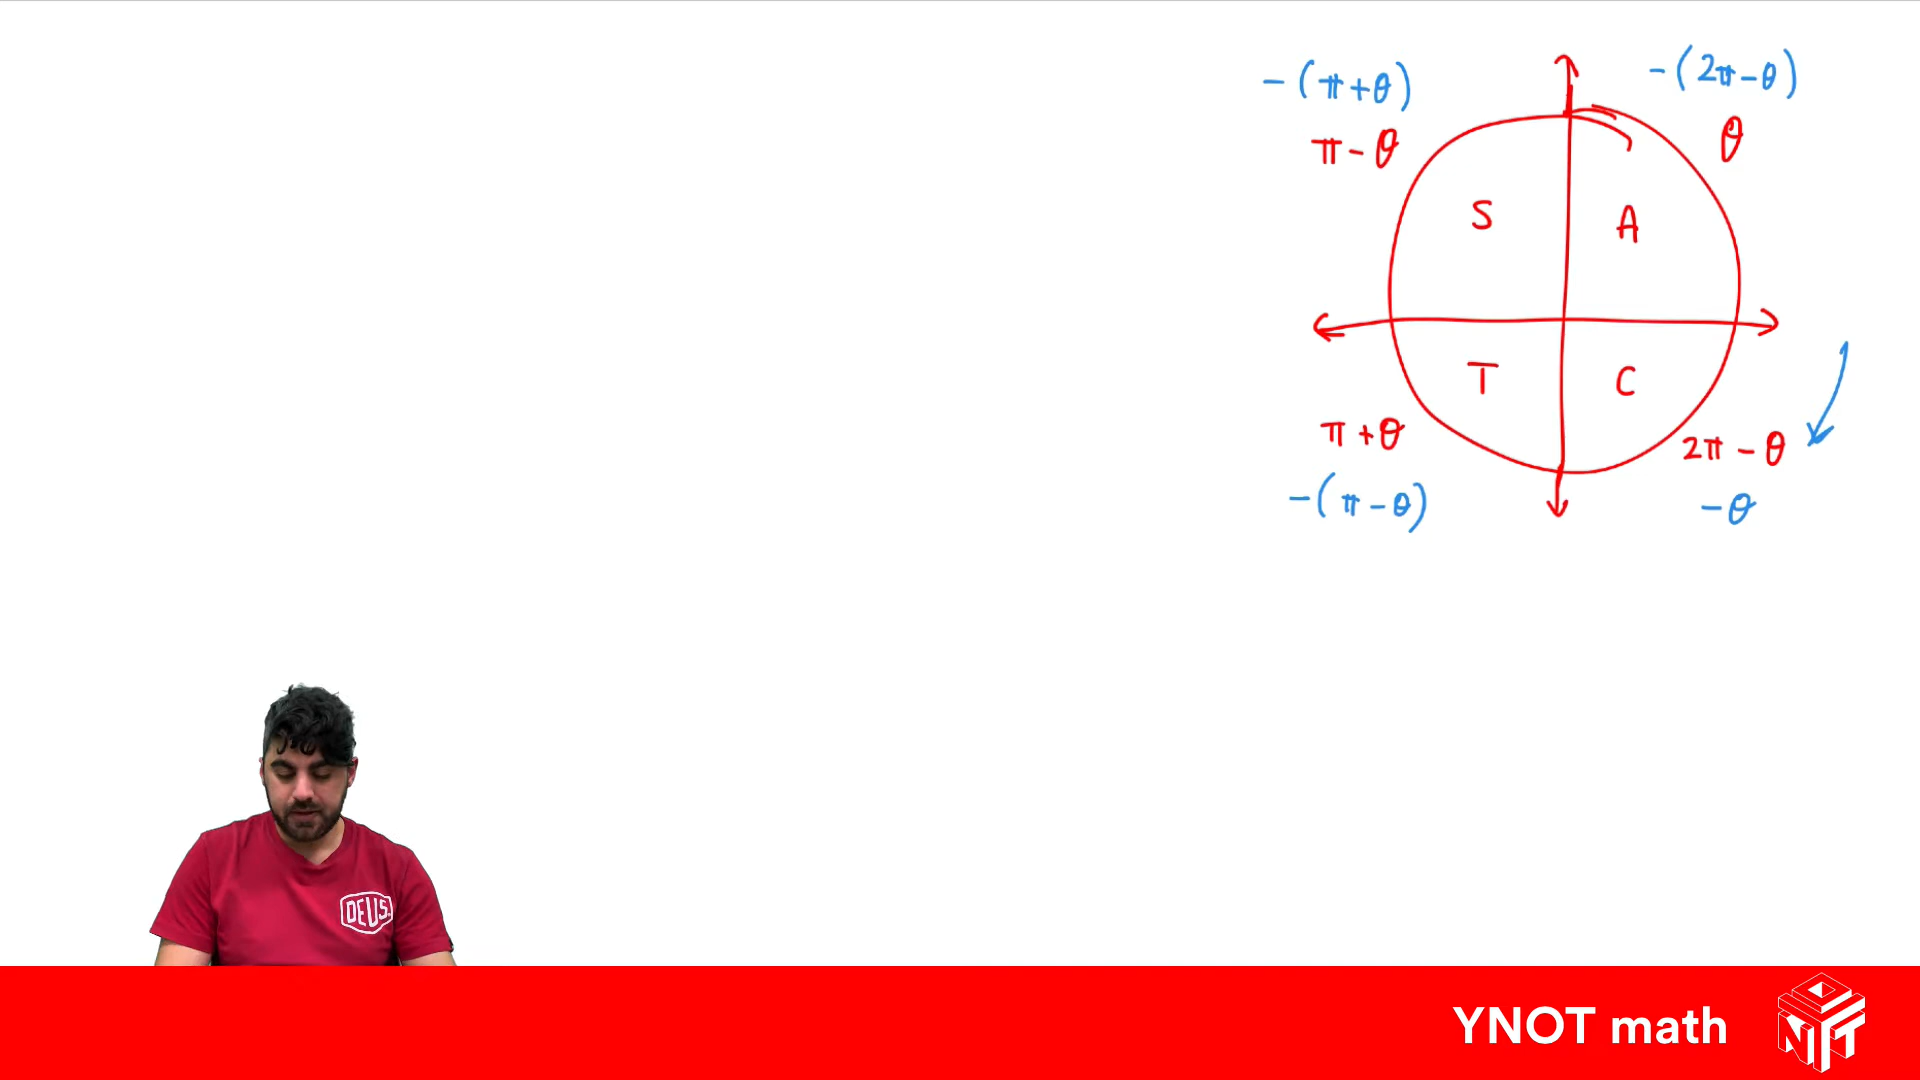 -(π+θ)
-(2π-θ)
π-θ
θ
S
A
T
C
π+θ
2π-θ
-(π-θ)
-θ
DEUS
YNOT math